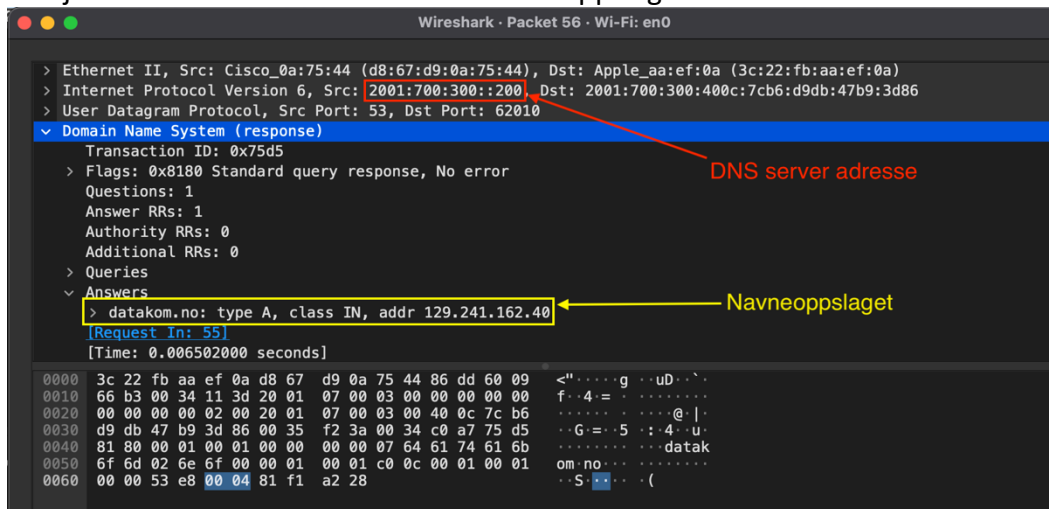 Wireshark · Packet 56 · Wi-Fi: en0
> Ethernet II, Src: Cisco_0a:75:44 (d8:67:d9:0a:75:44), Dst: Apple_aa:ef:0a (3c:22:fb:aa:ef:0a)
> Internet Protocol Version 6, Src: 2001:700:300::200, Dst: 2001:700:300:400c:7cb6:d9db:47b9:3d86
> User Datagram Protocol, Src Port: 53, Dst Port: 62010
Domain Name System (response)
Transaction ID: 0x75d5
> Flags: 0x8180 Standard query response, No error
DNS server adresse
Questions: 1
Answer RRs: 1
Authority RRs: 0
Additional RRs: 0
> Queries
Answers
> datakom.no: type A, class IN, addr 129.241.162.40
Navneoppslaget
[Request In: 55]
[Time: 0.006502000 seconds]
0000 3c 22 fb aa ef 0a d8 67 d9 0a 75 44 86 dd 60 09 <"·····g ··uD··`·
0010 66 b3 00 34 11 3d 20 01 07 00 03 00 00 00 00 00 f··4·= · ········
0020 00 00 00 00 02 00 20 01 07 00 03 00 40 0c 7c b6 ······ · ····@·|·
0030 d9 db 47 b9 3d 86 00 35 f2 3a 00 34 c0 a7 75 d5 ··G·=··5 ·:·4··u·
0040 81 80 00 01 00 01 00 00 00 00 07 64 61 74 61 6b ········ ···datak
0050 6f 6d 02 6e 6f 00 00 01 00 01 c0 0c 00 01 00 01 om·no··· ········
0060 00 00 53 e8 00 04 81 f1 a2 28 ··S····· ·(